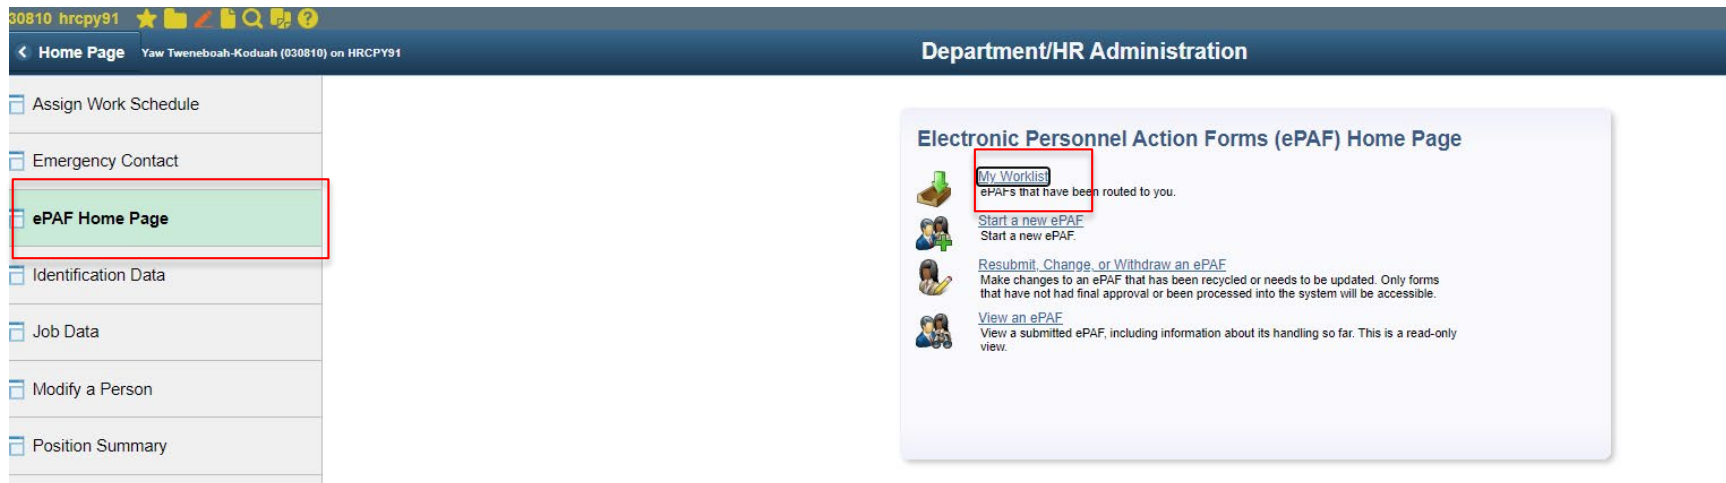 30810 hrcpy91
Home Page Yaw Tweneboah-Koduah (030810) on HRCPY91
Department/HR Administration
Assign Work Schedule
Emergency Contact
ePAF Home Page
Identification Data
Job Data
Modify a Person
Position Summary
Electronic Personnel Action Forms (ePAF) Home Page
My Worklist
ePAFs that have been routed to you.
Start a new ePAF
Start a new ePAF.
Resubmit, Change, or Withdraw an ePAF
Make changes to an ePAF that has been recycled or needs to be updated. Only forms
that have not had final approval or been processed into the system will be accessible.
View an ePAF
View a submitted ePAF, including information about its handling so far. This is a read-only
view.